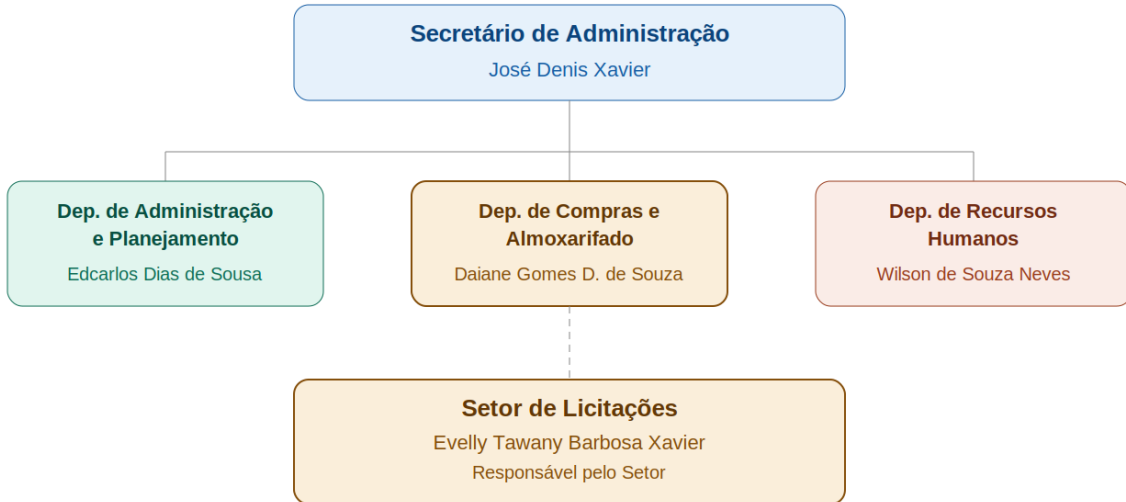 Secretário de Administração
José Denis Xavier
Dep. de Administração
e Planejamento
Edcarlos Dias de Sousa
Dep. de Compras e
Almoxarifado
Daiane Gomes D. de Souza
Dep. de Recursos
Humanos
Wilson de Souza Neves
Setor de Licitações
Evelly Tawany Barbosa Xavier
Responsável pelo Setor